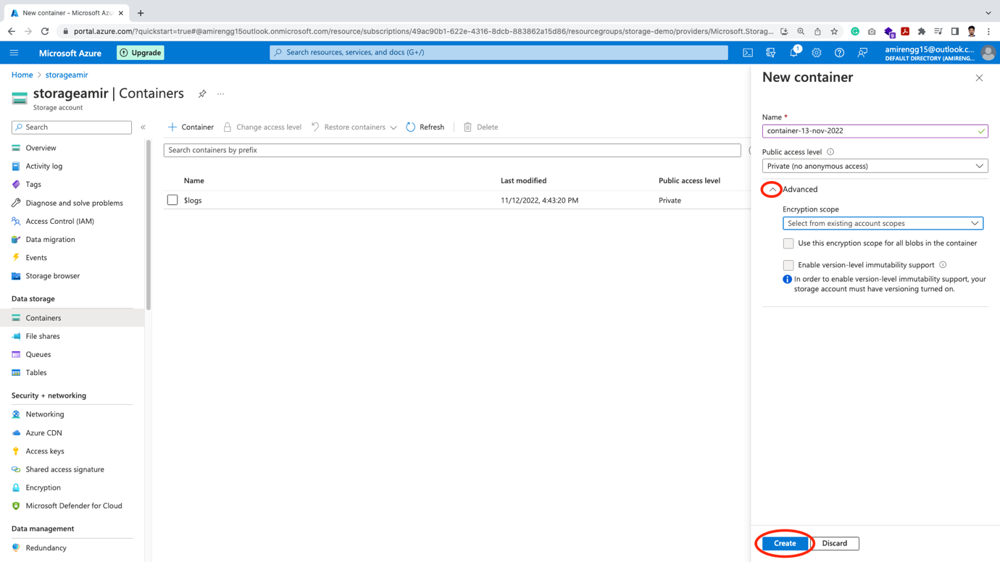 New container - Microsoft Azu
portal.azure.com/?quickstart=true#@amirengg15outlook.onmicrosoft.com/resource/subscriptions/49ac90b1-622e-4316-8dcb-883862a15d86/resourcegroups/storage-demo/providers/Microsoft.Storag...
9
Microsoft Azure
Upgrade
Search resources, services, and docs (G+/)
1
amirengg15@outlook.c...
DEFAULT DIRECTORY (AMIRENG...
Home > storageamir
storageamir | Containers
...
Storage account
Search
«
Overview
Activity log
Tags
Diagnose and solve problems
Access Control (IAM)
Data migration
Events
Storage browser
Data storage
Containers
File shares
Queues
Tables
Security + networking
Networking
Azure CDN
Access keys
Shared access signature
Encryption
Microsoft Defender for Cloud
Data management
Redundancy
+ Container
Change access level
Restore containers
Refresh
Delete
Search containers by prefix
Name Last modified Public access level
$logs 11/12/2022, 4:43:20 PM Private
New container
Name *
container-13-nov-2022
Public access level
Private (no anonymous access)
Advanced
Encryption scope
Select from existing account scopes
Use this encryption scope for all blobs in the container
Enable version-level immutability support
In order to enable version-level immutability support, your
storage account must have versioning turned on.
Create
Discard